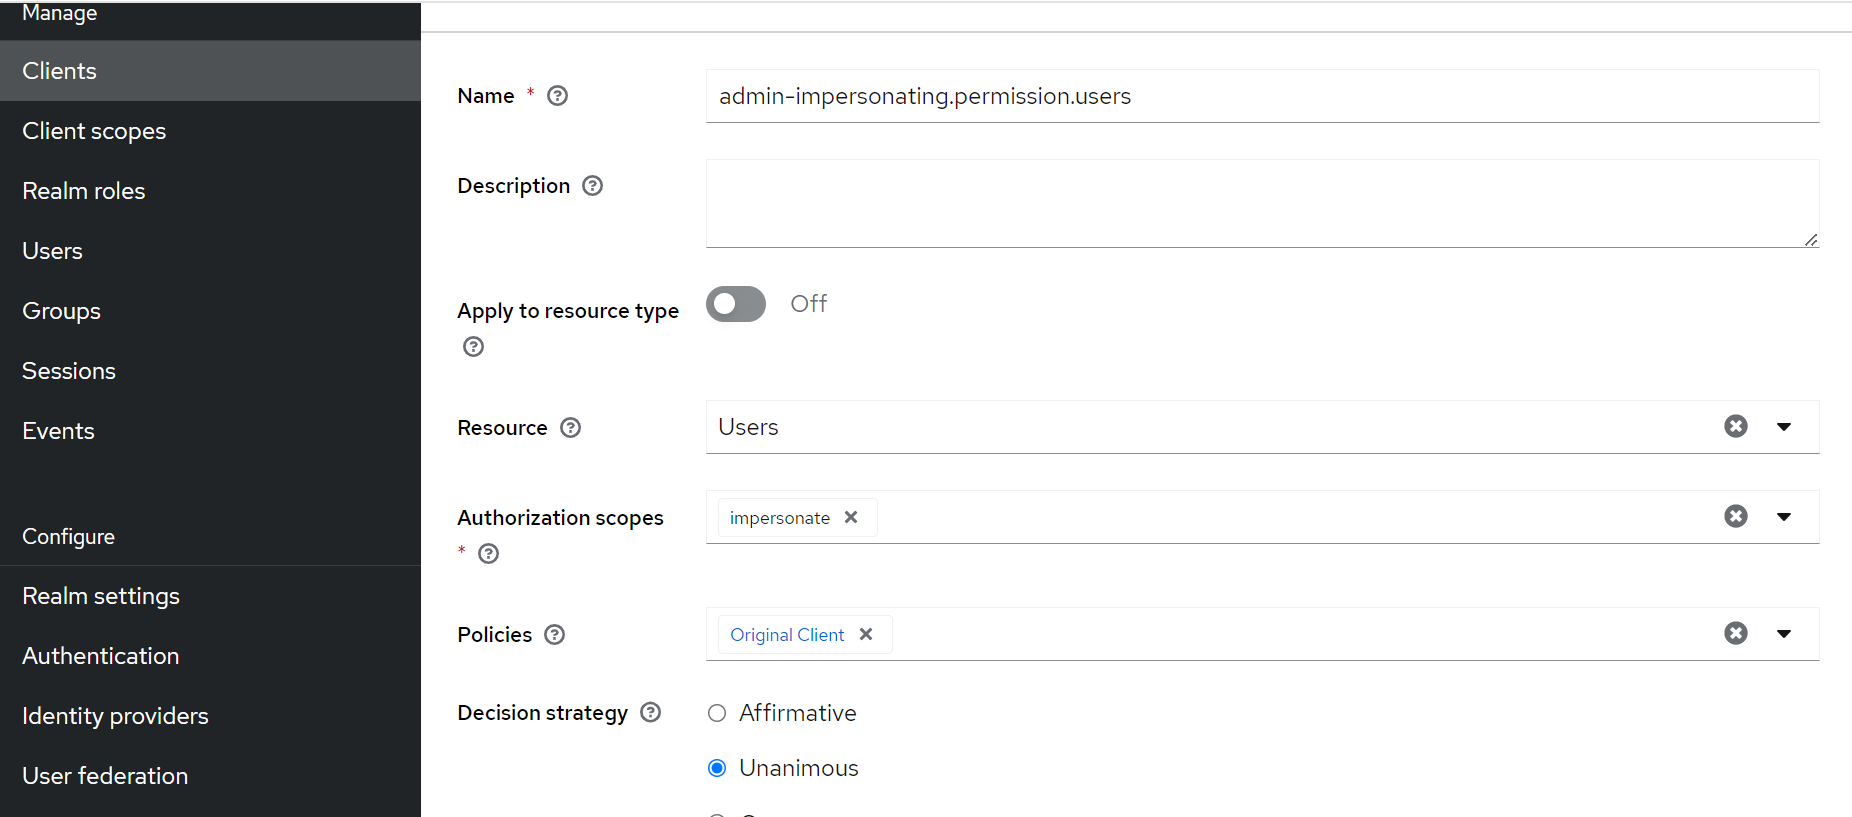 Manage
Clients
Client scopes
Realm roles
Users
Groups
Sessions
Events
Configure
Realm settings
Authentication
Identity providers
User federation
Name *
admin-impersonating.permission.users
Description
Apply to resource type
Off
Resource
Users
Authorization scopes
*
impersonate
Policies
Original Client
Decision strategy
Affirmative
Unanimous